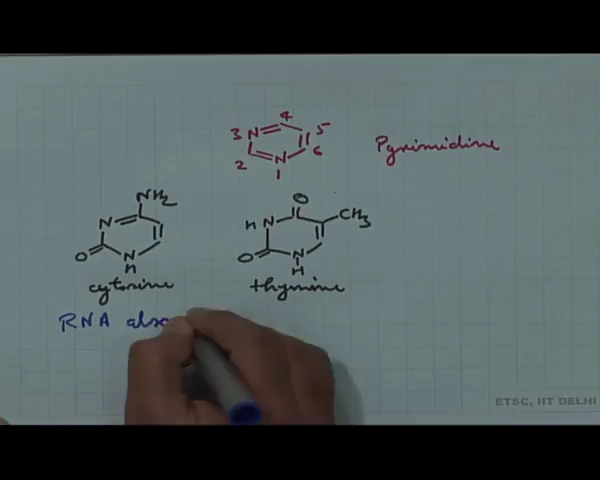 4
3 N 5
2 N 6
1
Pyrimidine
NH2
N
O N
H
cytosine
O
H N CH3
O N
H
thymine
RNA also
ETSC, IIT DELHI